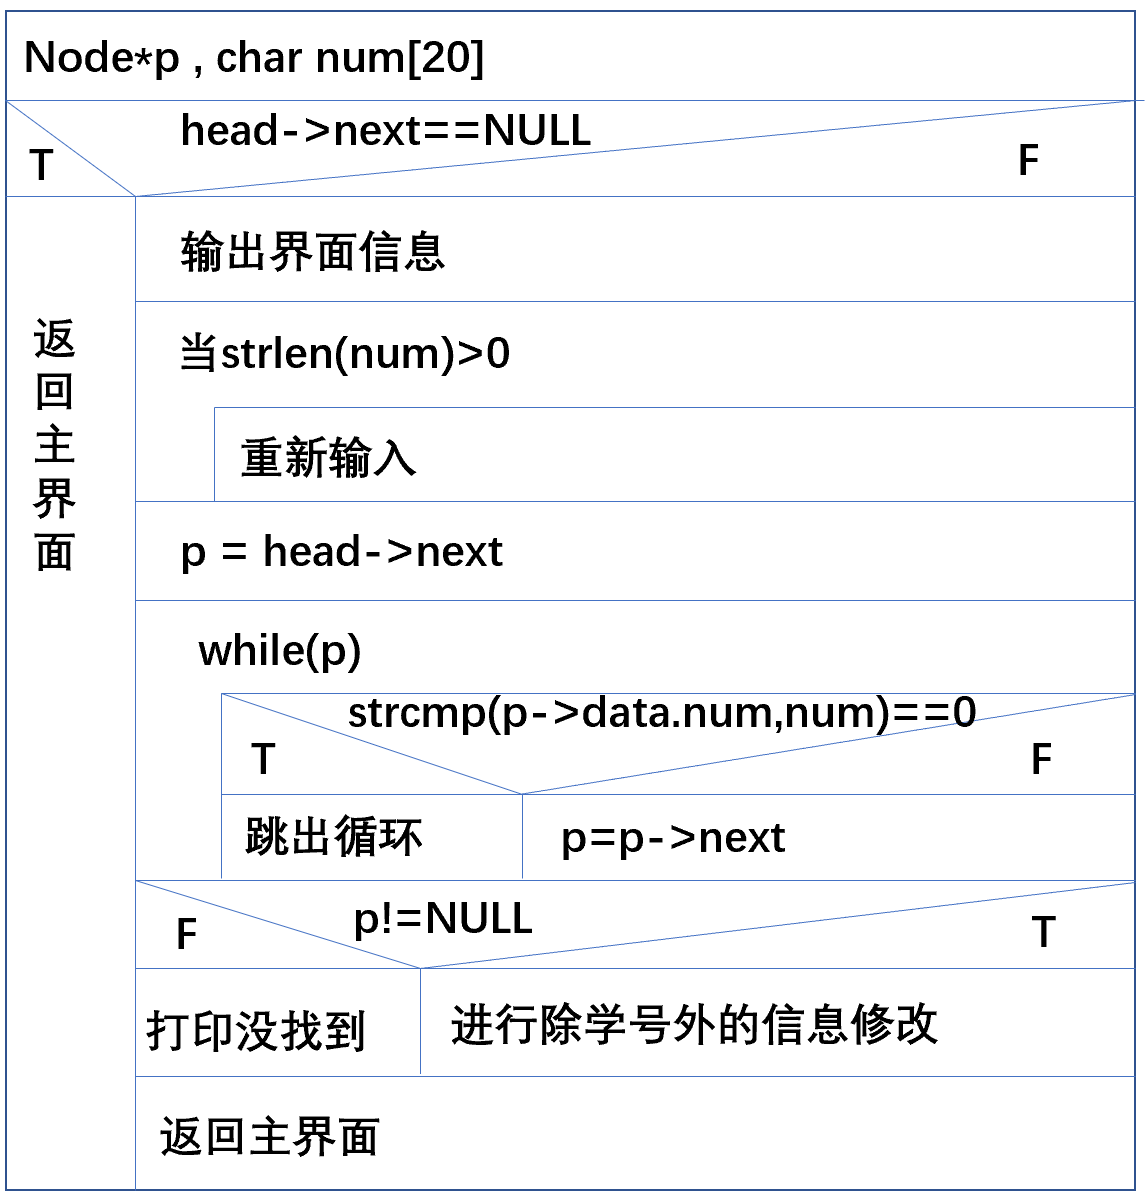 Node*p , char num[20]
head->next==NULL
T
F
返回主界面
输出界面信息
当strlen(num)>0
重新输入
p = head->next
while(p)
strcmp(p->data.num,num)==0
T
F
跳出循环
p=p->next
p!=NULL
F
T
打印没找到
进行除学号外的信息修改
返回主界面